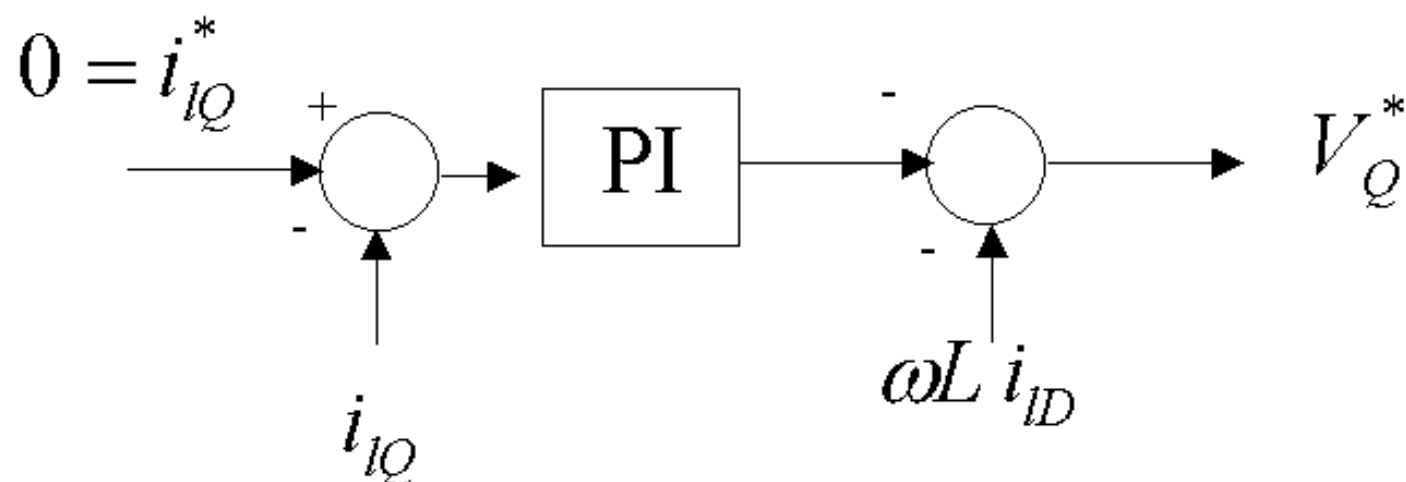 0 = i*lQ
+
-
PI
-
-
V*Q
ilQ
ωL ilD